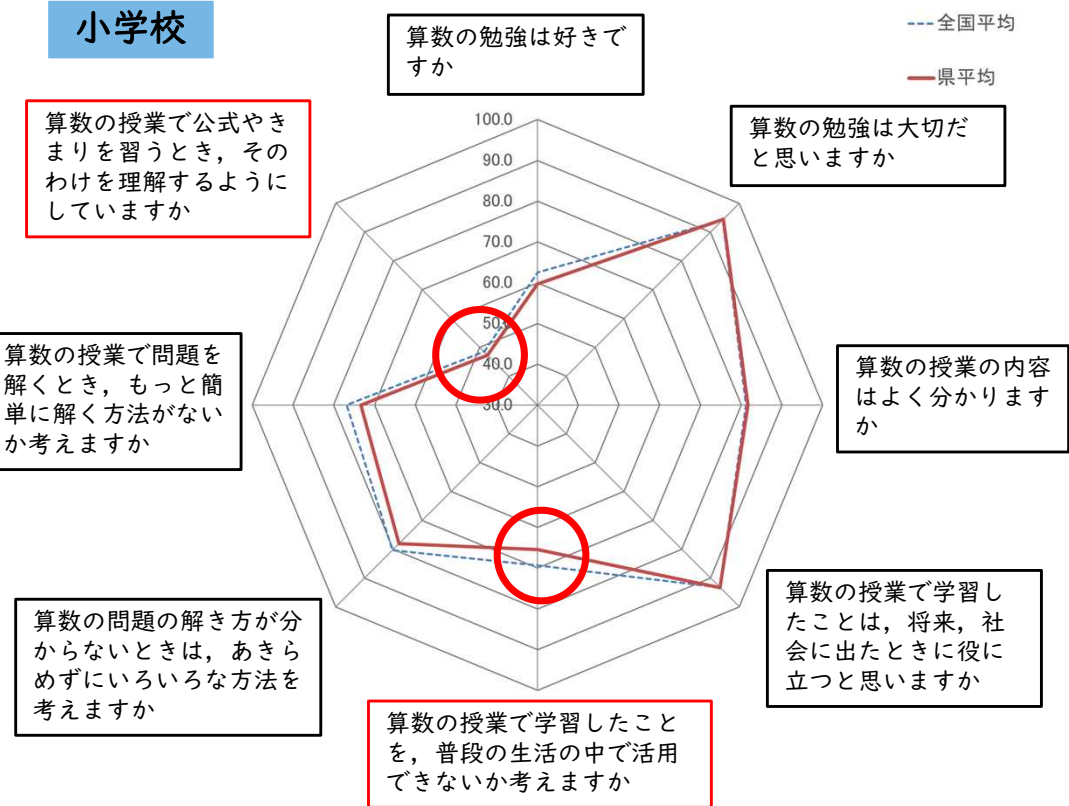 小学校
算数の勉強は好きで
すか
全国平均
県平均
算数の授業で公式やき
まりを習うとき，その
わけを理解するように
していますか
算数の勉強は大切だ
と思いますか
100.0
90.0
80.0
70.0
60.0
50.0
40.0
30.0
算数の授業で問題を
解くとき，もっと簡
単に解く方法がない
か考えますか
算数の授業の内容
はよく分かります
か
算数の問題の解き方が分
からないときは，あきら
めずにいろいろな方法を
考えますか
算数の授業で学習し
たことは，将来，社
会に出たときに役に
立つと思いますか
算数の授業で学習したこと
を，普段の生活の中で活用
できないか考えますか